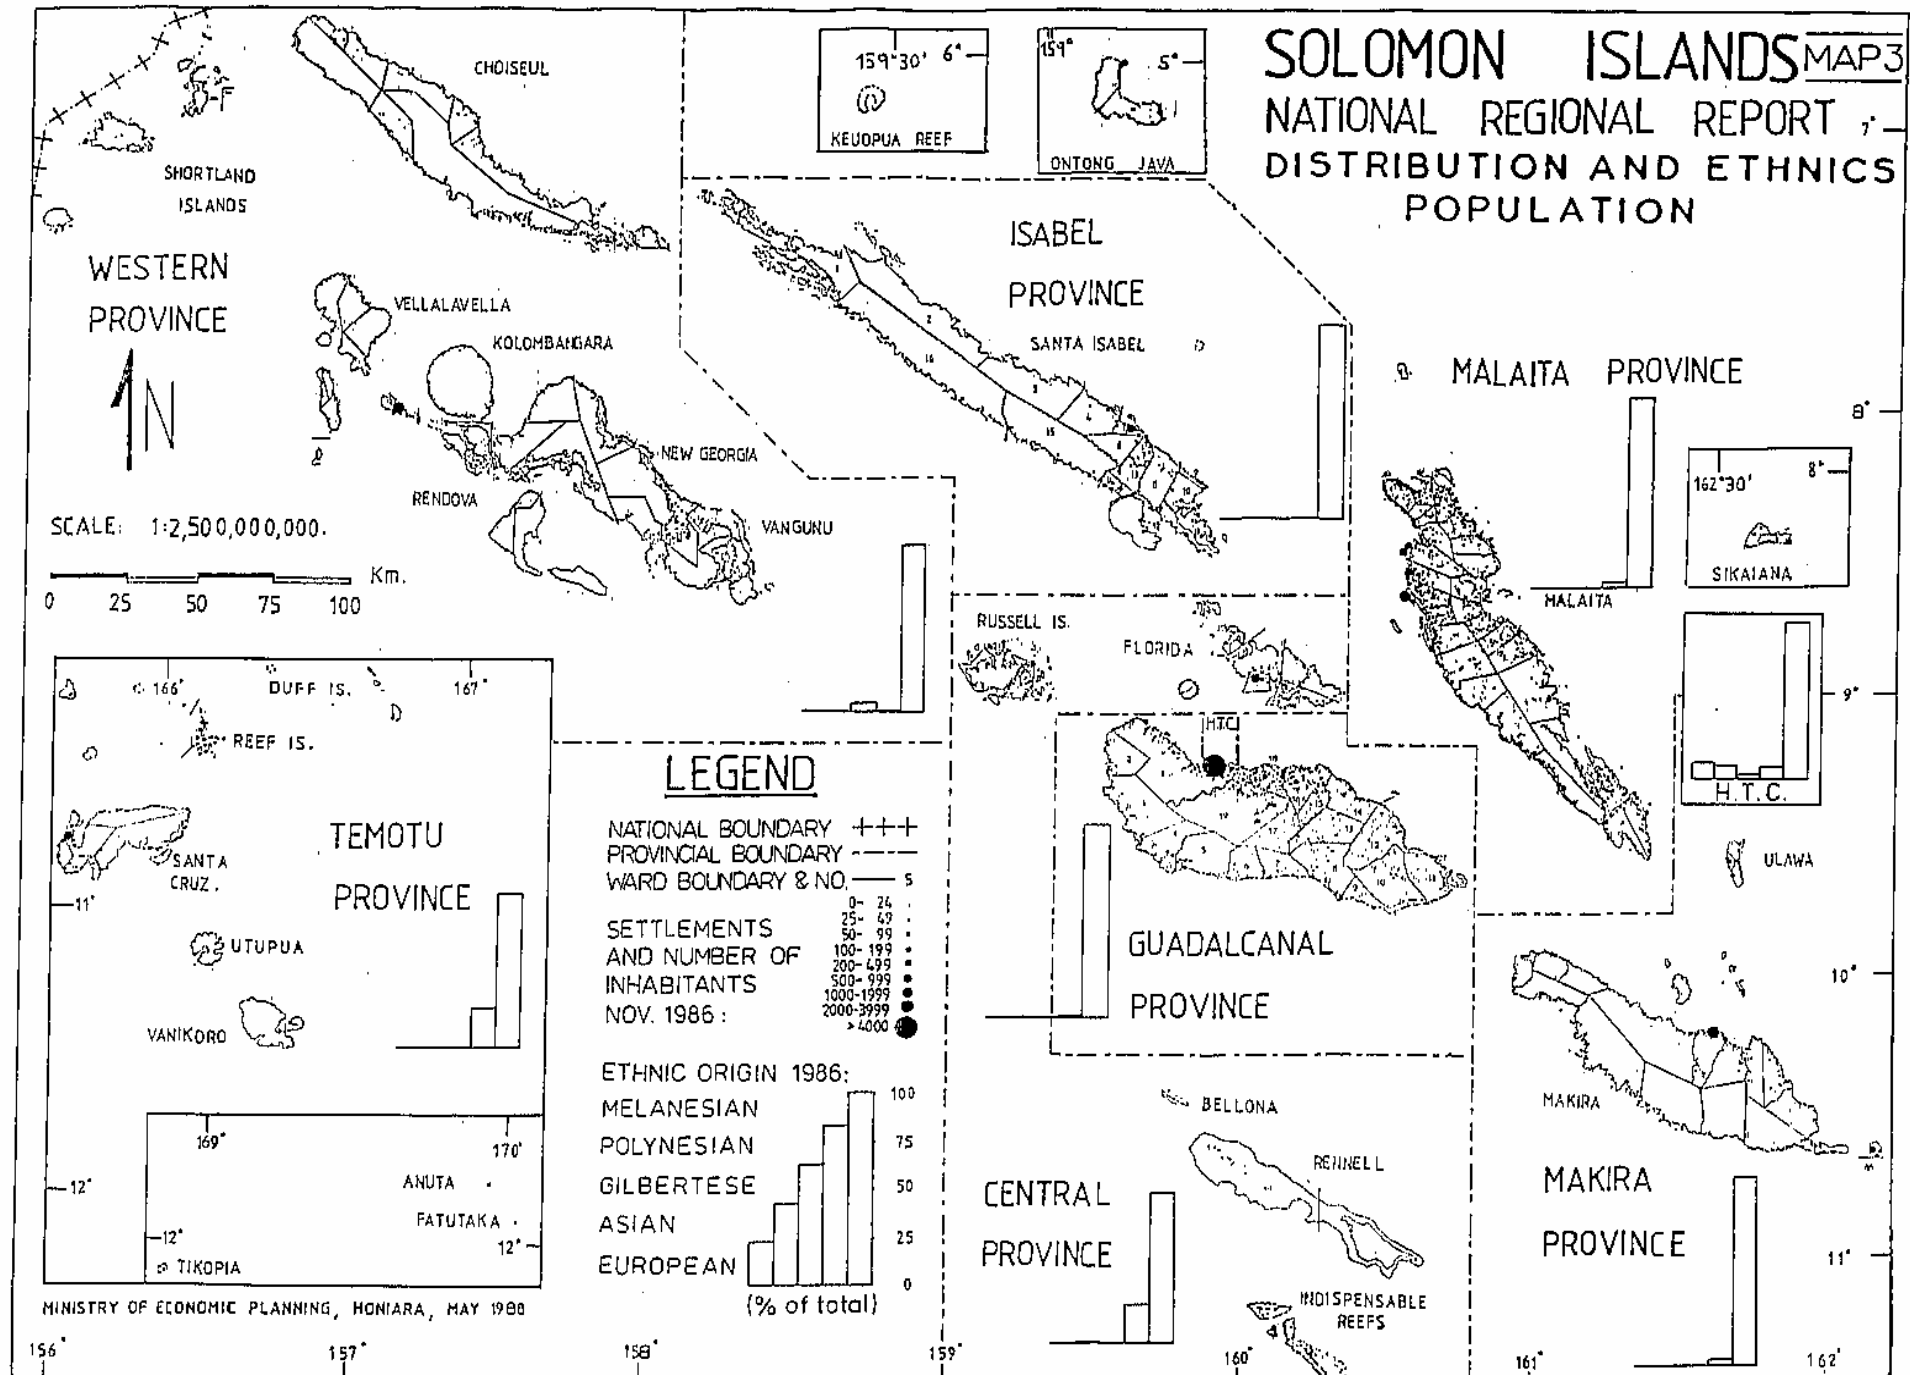 SOLOMON ISLANDS
MAP3
NATIONAL REGIONAL REPORT
DISTRIBUTION AND ETHNICS
POPULATION
CHOISEUL
159°30' 6°
KEUOPUA REEF
159° 5°
ONTONG JAVA
7°
F
SHORTLAND
ISLANDS
WESTERN
PROVINCE
N
VELLALAVELLA
KOLOMBANGARA
NEW GEORGIA
RENDOVA
VANGUNU
SCALE: 1:2,500,000,000.
Km.
0 25 50 75 100
ISABEL
PROVINCE
SANTA ISABEL
2
16
3
15
MALAITA PROVINCE
8°
162°30' 8°
SIKAIANA
MALAITA
H.T.C.
9°
RUSSELL IS.
FLORIDA
H.T.C.
ULAWA
GUADALCANAL
PROVINCE
10°
166° DUFF IS. 167°
REEF IS.
SANTA
CRUZ.
TEMOTU
PROVINCE
11°
UTUPUA
VANIKORO
169° 170°
ANUTA
FATUTAKA
12°
12°
12°
TIKOPIA
MINISTRY OF ECONOMIC PLANNING, HONIARA, MAY 1988
LEGEND
NATIONAL BOUNDARY +++
PROVINCIAL BOUNDARY
WARD BOUNDARY & NO. 5
SETTLEMENTS
AND NUMBER OF
INHABITANTS
NOV. 1986:
0- 24
25- 49
50- 99
100-199
200-499
500-999
1000-1999
2000-3999
>4000
ETHNIC ORIGIN 1986:
MELANESIAN
POLYNESIAN
GILBERTESE
ASIAN
EUROPEAN
100
75
50
25
0
(% of total)
CENTRAL
PROVINCE
BELLONA
RENNELL
INDISPENSABLE
REEFS
MAKIRA
MAKIRA
PROVINCE
11°
156° 157° 158° 159° 160° 161° 162°